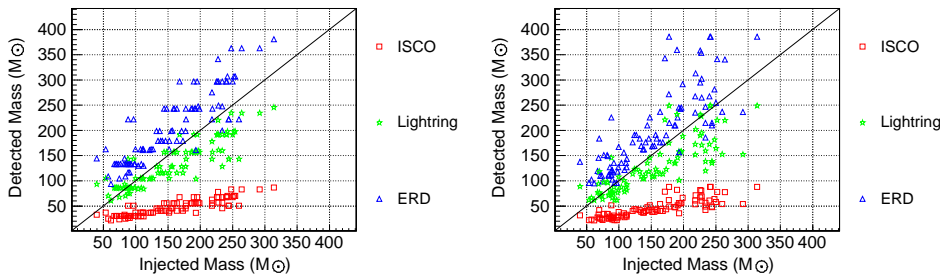 Detected Mass (M☉)
400
350
300
250
200
150
100
50
50 100 150 200 250 300 350 400
Injected Mass (M☉)
ISCO
Lightring
ERD
Detected Mass (M☉)
400
350
300
250
200
150
100
50
50 100 150 200 250 300 350 400
Injected Mass (M☉)
ISCO
Lightring
ERD